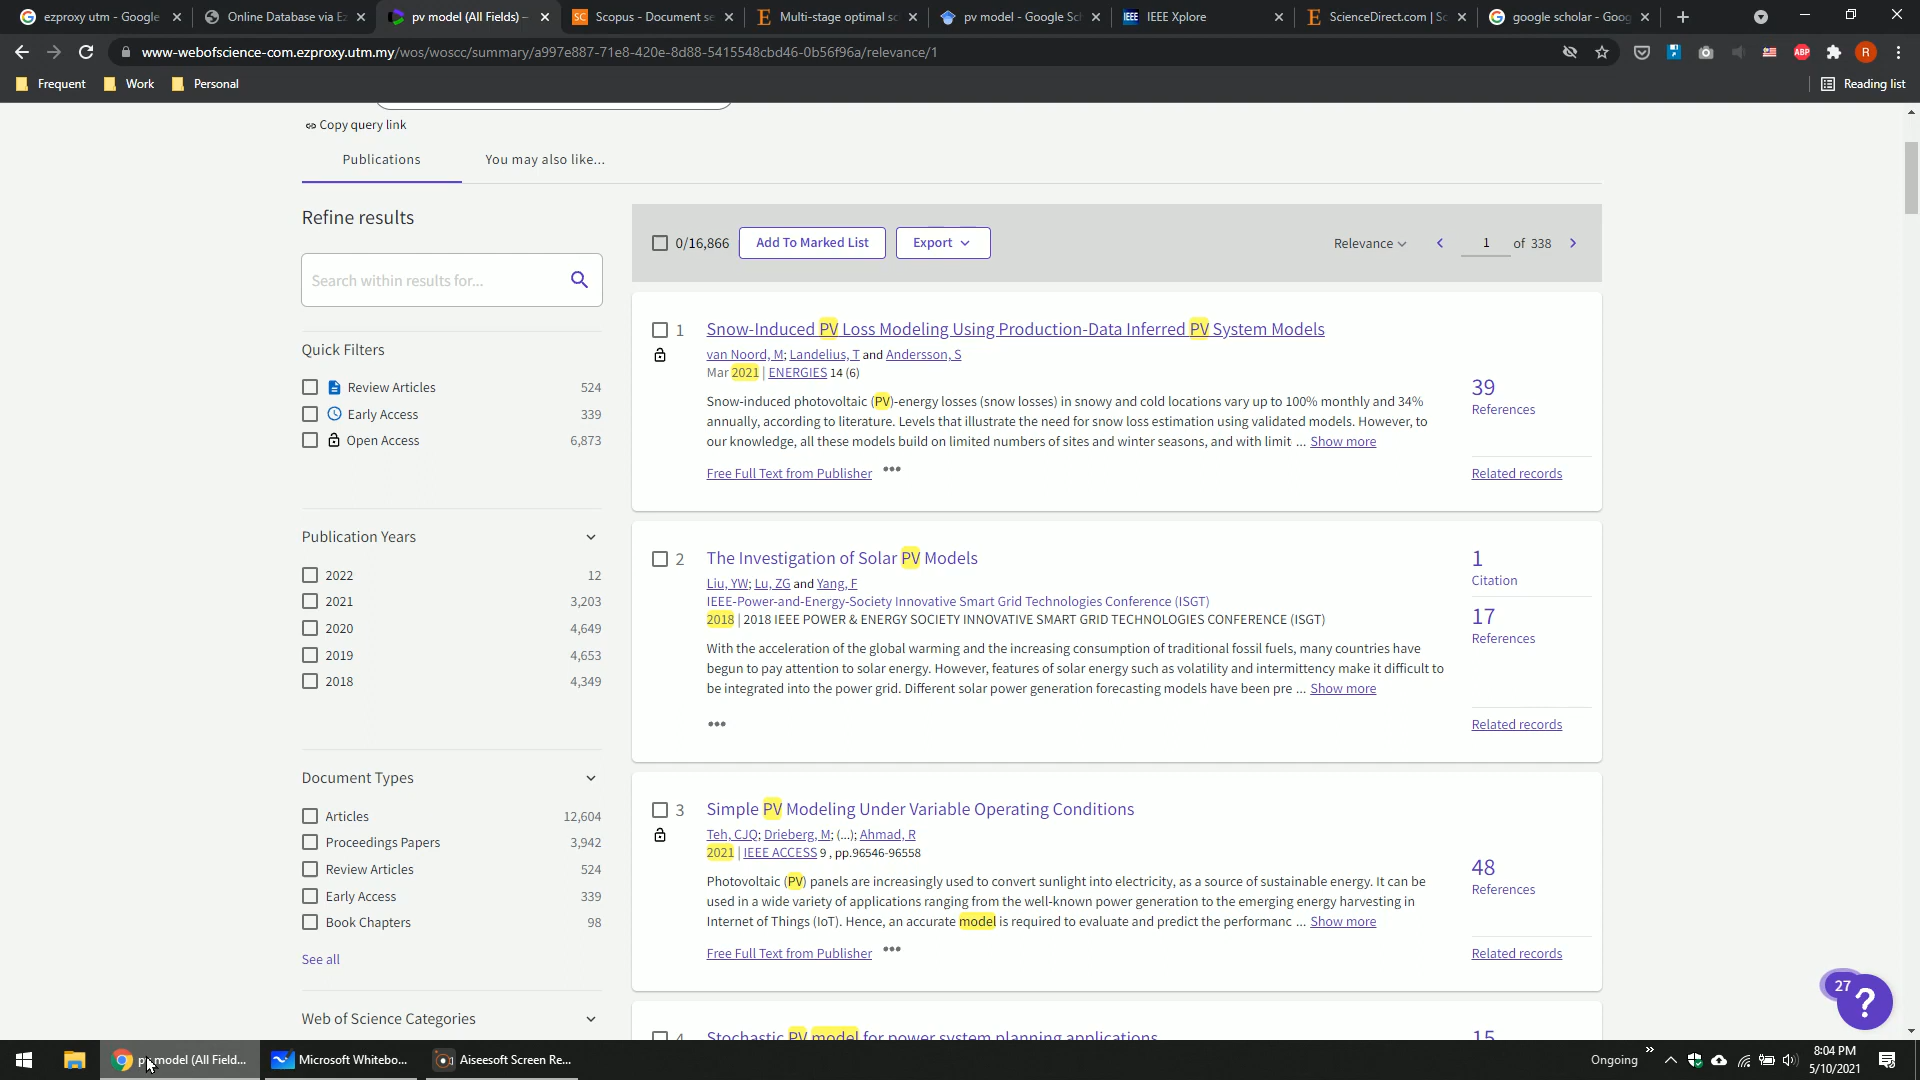 ezproxy utm - Google
Online Database via Ez
pv model (All Fields) –
Scopus - Document se
Multi-stage optimal sc
pv model - Google Sch
IEEE Xplore
ScienceDirect.com | Sc
google scholar - Goog
www-webofscience-com.ezproxy.utm.my/wos/woscc/summary/a997e887-71e8-420e-8d88-5415548cbd46-0b56f96a/relevance/1
Frequent
Work
Personal
Reading list
Copy query link
Publications
You may also like...
Refine results
Search within results for...
Quick Filters
Review Articles 524
Early Access 339
Open Access 6,873
Publication Years
2022 12
2021 3,203
2020 4,649
2019 4,653
2018 4,349
Document Types
Articles 12,604
Proceedings Papers 3,942
Review Articles 524
Early Access 339
Book Chapters 98
See all
Web of Science Categories
0/16,866 Add To Marked List Export
Relevance 1 of 338
1 Snow-Induced PV Loss Modeling Using Production-Data Inferred PV System Models
van Noord, M; Landelius, T and Andersson, S
Mar 2021 | ENERGIES 14 (6)
Snow-induced photovoltaic (PV)-energy losses (snow losses) in snowy and cold locations vary up to 100% monthly and 34%
annually, according to literature. Levels that illustrate the need for snow loss estimation using validated models. However, to
our knowledge, all these models build on limited numbers of sites and winter seasons, and with limit ... Show more
Free Full Text from Publisher •••
39
References
Related records
2 The Investigation of Solar PV Models
Liu, YW; Lu, ZG and Yang, F
IEEE-Power-and-Energy-Society Innovative Smart Grid Technologies Conference (ISGT)
2018 | 2018 IEEE POWER & ENERGY SOCIETY INNOVATIVE SMART GRID TECHNOLOGIES CONFERENCE (ISGT)
With the acceleration of the global warming and the increasing consumption of traditional fossil fuels, many countries have
begun to pay attention to solar energy. However, features of solar energy such as volatility and intermittency make it difficult to
be integrated into the power grid. Different solar power generation forecasting models have been pre ... Show more
•••
1
Citation
17
References
Related records
3 Simple PV Modeling Under Variable Operating Conditions
Teh, CJQ; Drieberg, M; (...); Ahmad, R
2021 | IEEE ACCESS 9 , pp.96546-96558
Photovoltaic (PV) panels are increasingly used to convert sunlight into electricity, as a source of sustainable energy. It can be
used in a wide variety of applications ranging from the well-known power generation to the emerging energy harvesting in
Internet of Things (IoT). Hence, an accurate model is required to evaluate and predict the performanc ... Show more
Free Full Text from Publisher •••
48
References
Related records
4 Stochastic PV model for power system planning applications
15
27
?
pv model (All Field...
Microsoft Whitebo...
Aiseesoft Screen Re...
Ongoing
8:04 PM
5/10/2021